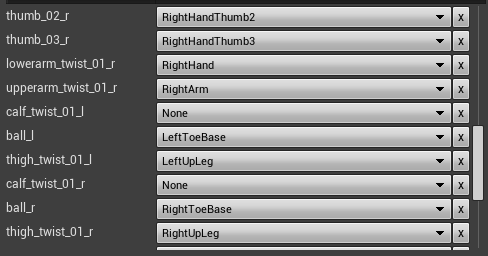 thumb_02_r RightHandThumb2 x
thumb_03_r RightHandThumb3 x
lowerarm_twist_01_r RightHand x
upperarm_twist_01_r RightArm x
calf_twist_01_l None x
ball_l LeftToeBase x
thigh_twist_01_l LeftUpLeg x
calf_twist_01_r None x
ball_r RightToeBase x
thigh_twist_01_r RightUpLeg x